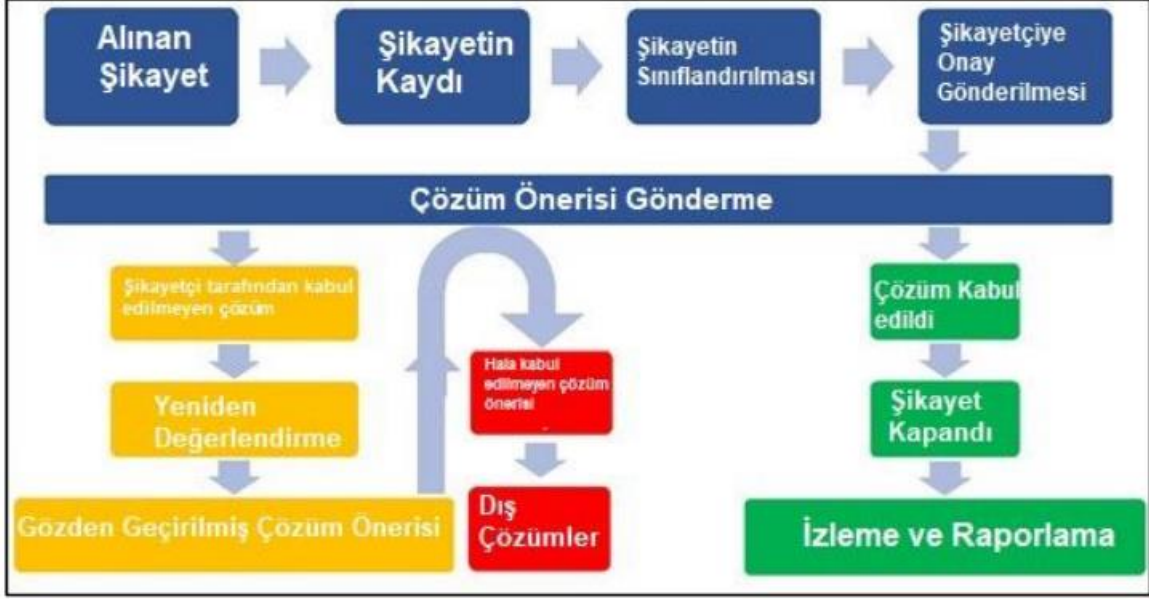 Alınan
Şikayet
Şikayetin
Kaydı
Şikayetin
Sınıflandırılması
Şikayetçiye
Onay
Gönderilmesi
Çözüm Önerisi Gönderme
Şikayetçi tarafından kabul
edilmeyen çözüm
Yeniden
Değerlendirme
Gözden Geçirilmiş Çözüm Önerisi
Hala kabul
edilmeyen çözüm
önerisi
Dış
Çözümler
Çözüm Kabul
edildi
Şikayet
Kapandı
İzleme ve Raporlama